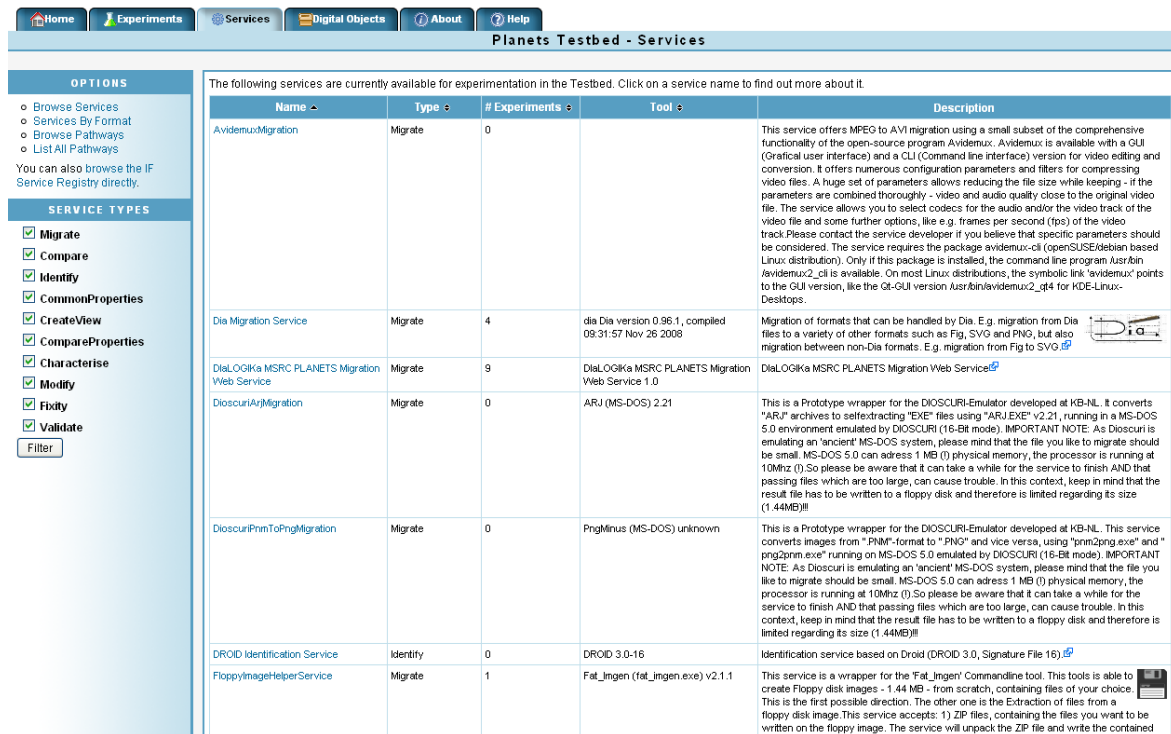 Home Experiments Services Digital Objects About Help
Planets Testbed - Services
OPTIONS
Browse Services
Services By Format
Browse Pathways
List All Pathways
You can also browse the IF
Service Registry directly.
SERVICE TYPES
Migrate
Compare
Identify
CommonProperties
CreateView
CompareProperties
Characterise
Modify
Fixity
Validate
Filter
The following services are currently available for experimentation in the Testbed. Click on a service name to find out more about it.
Name Type # Experiments Tool Description
AvidemuxMigration Migrate 0
This service offers MPEG to AVI migration using a small subset of the comprehensive
functionality of the open-source program Avidemux. Avidemux is available with a GUI
(Grafical user interface) and a CLI (Command line interface) version for video editing and
conversion. It offers numerous configuration parameters and filters for compressing
video files. A huge set of parameters allows reducing the file size while keeping - if the
parameters are combined thoroughly - video and audio quality close to the original video
file. The service allows you to select codecs for the audio and/or the video track of the
video file and some further options, like e.g. frames per second (fps) of the video
track.Please contact the service developer if you believe that specific parameters should
be considered. The service requires the package avidemux-cli (openSUSE/debian based
Linux distribution). Only if this package is installed, the command line program /usr/bin
/avidemux2_cli is available. On most Linux distributions, the symbolic link 'avidemux' points
to the GUI version, like the Qt-GUI version /usr/bin/avidemux2_qt4 for KDE-Linux-
Desktops.
Dia Migration Service Migrate 4
dia Dia version 0.96.1, compiled
09:31:57 Nov 26 2008
Migration of formats that can be handled by Dia. E.g. migration from Dia
files to a variety of other formats such as Fig, SVG and PNG, but also
migration between non-Dia formats. E.g. migration from Fig to SVG.
Dia
DIaLOGIKa MSRC PLANETS Migration
Web Service
Migrate 9
DIaLOGIKa MSRC PLANETS Migration
Web Service 1.0
DIaLOGIKa MSRC PLANETS Migration Web Service
DioscuriArjMigration Migrate 0 ARJ (MS-DOS) 2.21
This is a Prototype wrapper for the DIOSCURI-Emulator developed at KB-NL. It converts
"ARJ" archives to selfextracting "EXE" files using "ARJ.EXE" v2.21, running in a MS-DOS
5.0 environment emulated by DIOSCURI (16-Bit mode). IMPORTANT NOTE: As Dioscuri is
emulating an 'ancient' MS-DOS system, please mind that the file you like to migrate should
be small. MS-DOS 5.0 can adress 1 MB (!) physical memory, the processor is running at
10Mhz (!).So please be aware that it can take a while for the service to finish AND that
passing files which are too large, can cause trouble. In this context, keep in mind that the
result file has to be written to a floppy disk and therefore is limited regarding its size
(1.44MB)!!!
DioscuriPnmToPngMigration Migrate 0 PngMinus (MS-DOS) unknown
This is a Prototype wrapper for the DIOSCURI-Emulator developed at KB-NL. This service
converts images from ".PNM"-format to ".PNG" and vice versa, using "pnm2png.exe" and "
png2pnm.exe" running on MS-DOS 5.0 emulated by DIOSCURI (16-Bit mode). IMPORTANT
NOTE: As Dioscuri is emulating an 'ancient' MS-DOS system, please mind that the file you
like to migrate should be small. MS-DOS 5.0 can adress 1 MB (!) physical memory, the
processor is running at 10Mhz (!).So please be aware that it can take a while for the
service to finish AND that passing files which are too large, can cause trouble. In this
context, keep in mind that the result file has to be written to a floppy disk and therefore is
limited regarding its size (1.44MB)!!!
DROID Identification Service Identify 0 DROID 3.0-16 Identification service based on Droid (DROID 3.0, Signature File 16).
FloppyImageHelperService Migrate 1 Fat_Imgen (fat_imgen.exe) v2.1.1
This service is a wrapper for the 'Fat_Imgen' Commandline tool. This tools is able to
create Floppy disk images - 1.44 MB - from scratch, containing files of your choice.
This is the first possible direction. The other one is the Extraction of files from a
floppy disk image.This service accepts: 1) ZIP files, containing the files you want to be
written on the floppy image. The service will unpack the ZIP file and write the contained